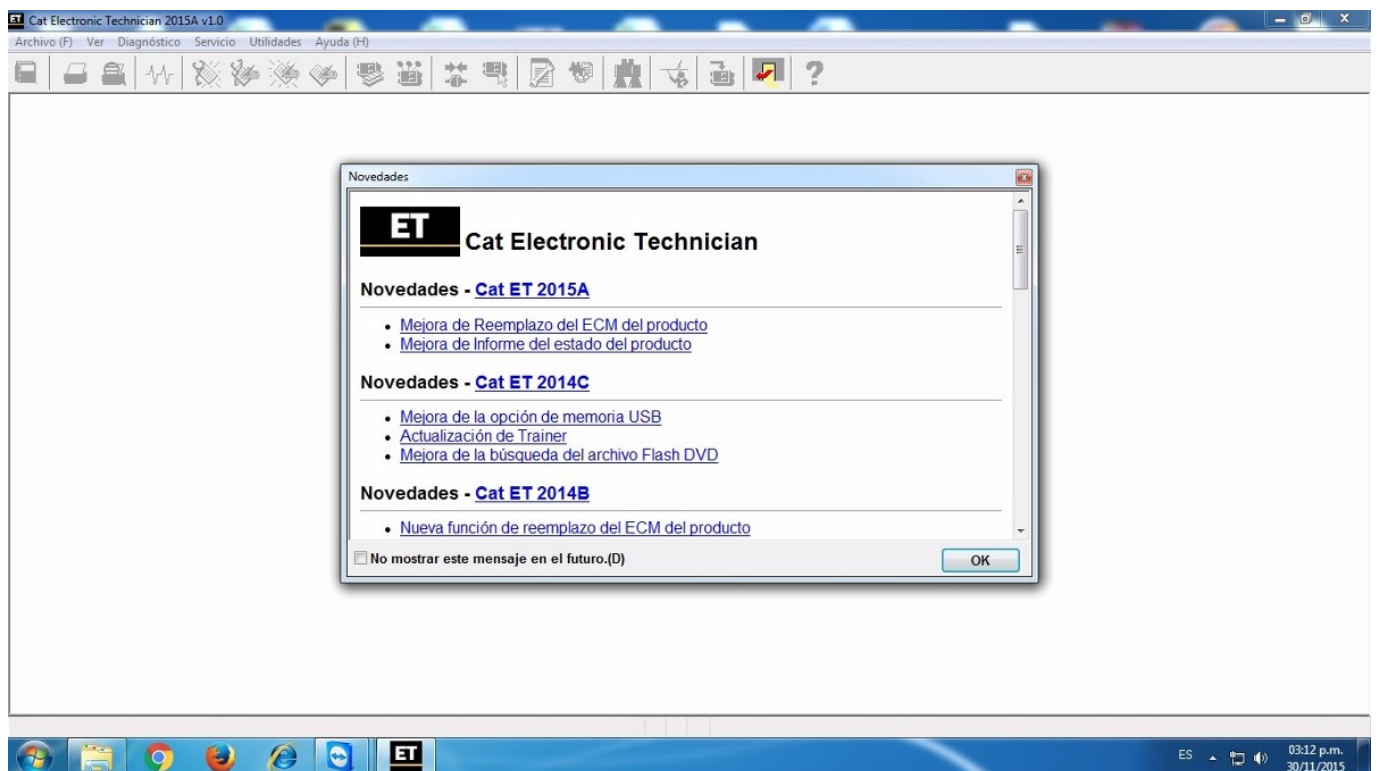 ET Cat Electronic Technician 2015A v1.0
Archivo (F) Ver Diagnóstico Servicio Utilidades Ayuda (H)
Novedades
ET
Cat Electronic Technician
Novedades - Cat ET 2015A
Mejora de Reemplazo del ECM del producto
Mejora de Informe del estado del producto
Novedades - Cat ET 2014C
Mejora de la opción de memoria USB
Actualización de Trainer
Mejora de la búsqueda del archivo Flash DVD
Novedades - Cat ET 2014B
Nueva función de reemplazo del ECM del producto
No mostrar este mensaje en el futuro.(D)
OK
ET
ES
03:12 p.m.
30/11/2015